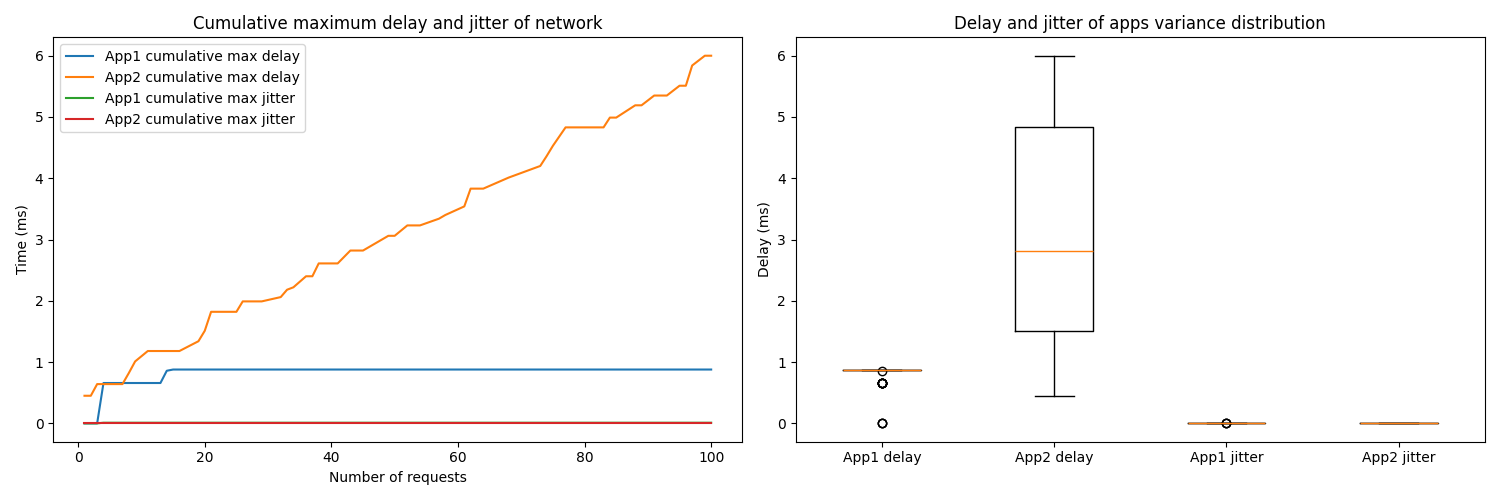 Cumulative maximum delay and jitter of network
App1 cumulative max delay
App2 cumulative max delay
App1 cumulative max jitter
App2 cumulative max jitter
Time (ms)
6
5
4
3
2
1
0
0 20 40 60 80 100
Number of requests
Delay and jitter of apps variance distribution
Delay (ms)
6
5
4
3
2
1
0
App1 delay App2 delay App1 jitter App2 jitter